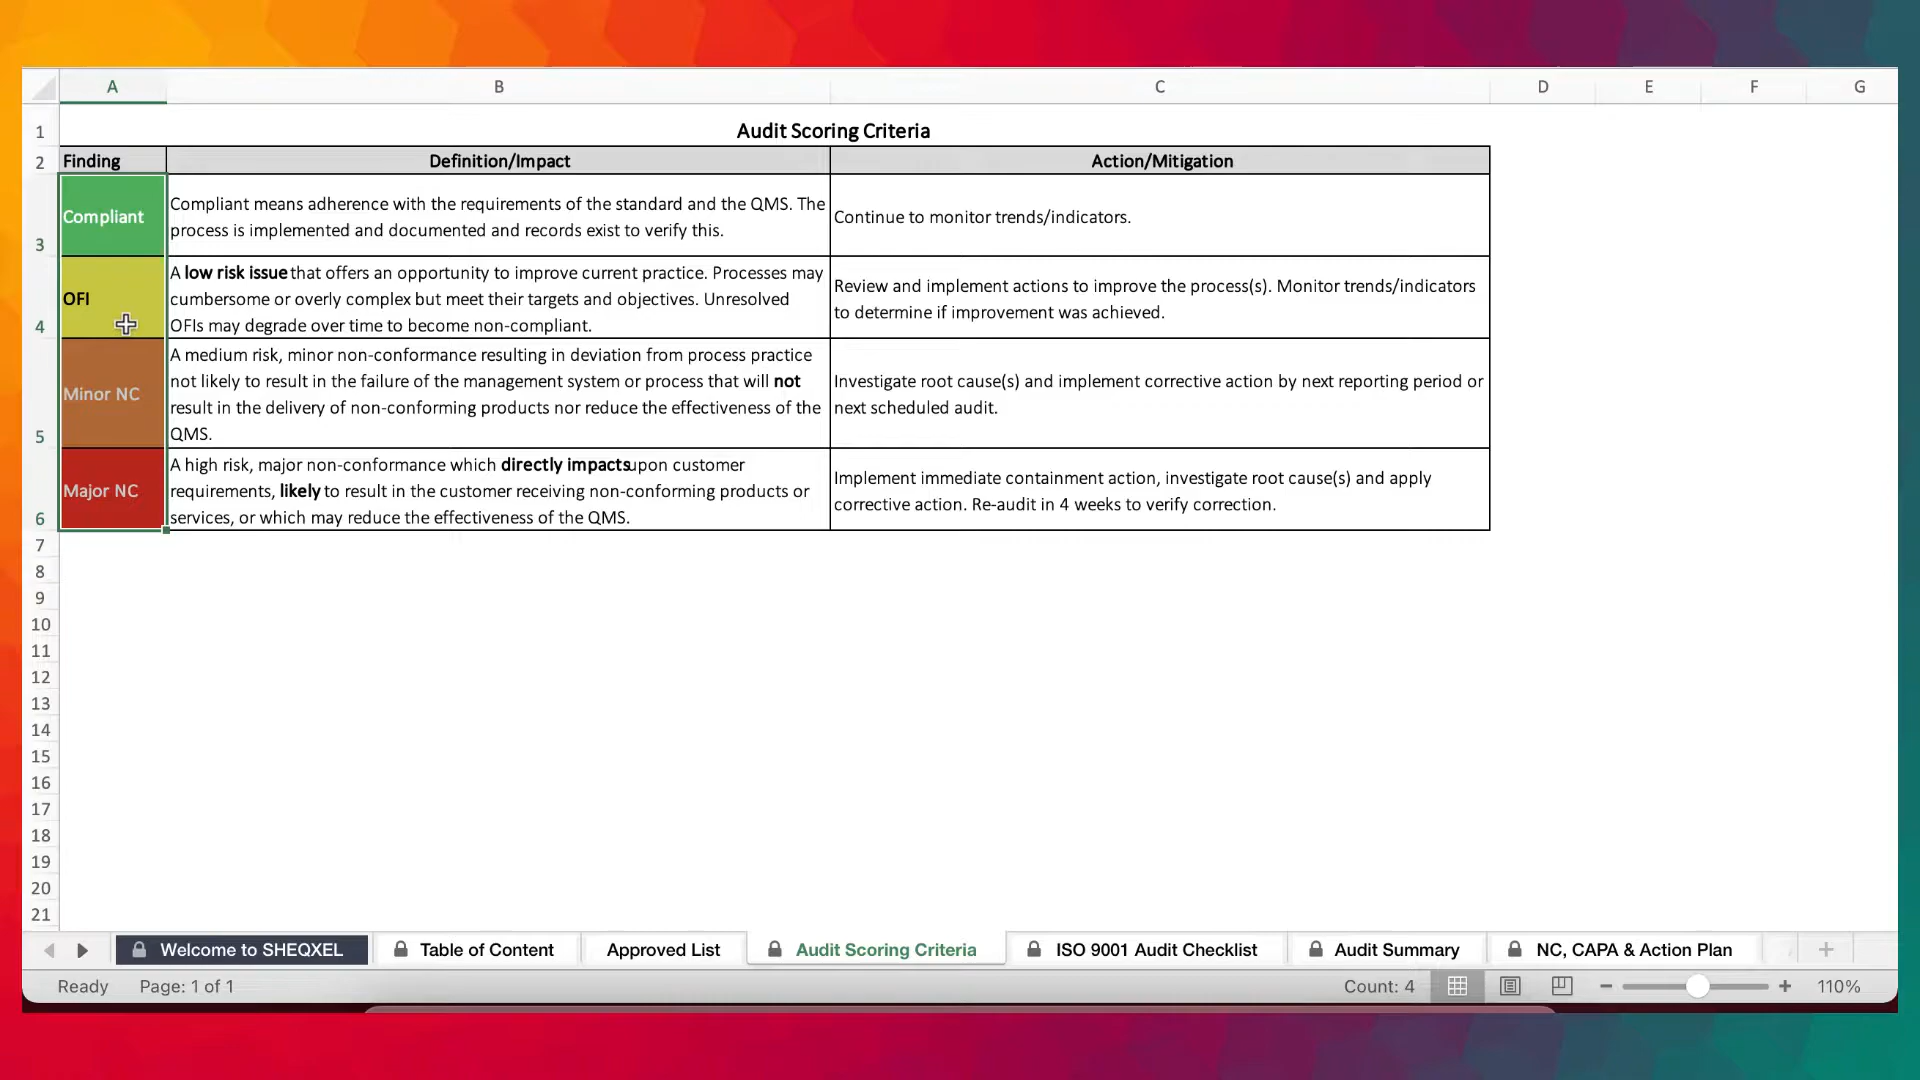 A B C D E F G
1 Audit Scoring Criteria
2 Finding Definition/Impact Action/Mitigation
3 Compliant
Compliant means adherence with the requirements of the standard and the QMS. The
process is implemented and documented and records exist to verify this.
Continue to monitor trends/indicators.
4 OFI
A low risk issue that offers an opportunity to improve current practice. Processes may
cumbersome or overly complex but meet their targets and objectives. Unresolved
OFIs may degrade over time to become non-compliant.
Review and implement actions to improve the process(s). Monitor trends/indicators
to determine if improvement was achieved.
5 Minor NC
A medium risk, minor non-conformance resulting in deviation from process practice
not likely to result in the failure of the management system or process that will not
result in the delivery of non-conforming products nor reduce the effectiveness of the
QMS.
Investigate root cause(s) and implement corrective action by next reporting period or
next scheduled audit.
6 Major NC
A high risk, major non-conformance which directly impacts upon customer
requirements, likely to result in the customer receiving non-conforming products or
services, or which may reduce the effectiveness of the QMS.
Implement immediate containment action, investigate root cause(s) and apply
corrective action. Re-audit in 4 weeks to verify correction.
7
8
9
10
11
12
13
14
15
16
17
18
19
20
21
Welcome to SHEQXEL Table of Content Approved List Audit Scoring Criteria ISO 9001 Audit Checklist Audit Summary NC, CAPA & Action Plan +
Ready Page: 1 of 1 Count: 4 − + 110%